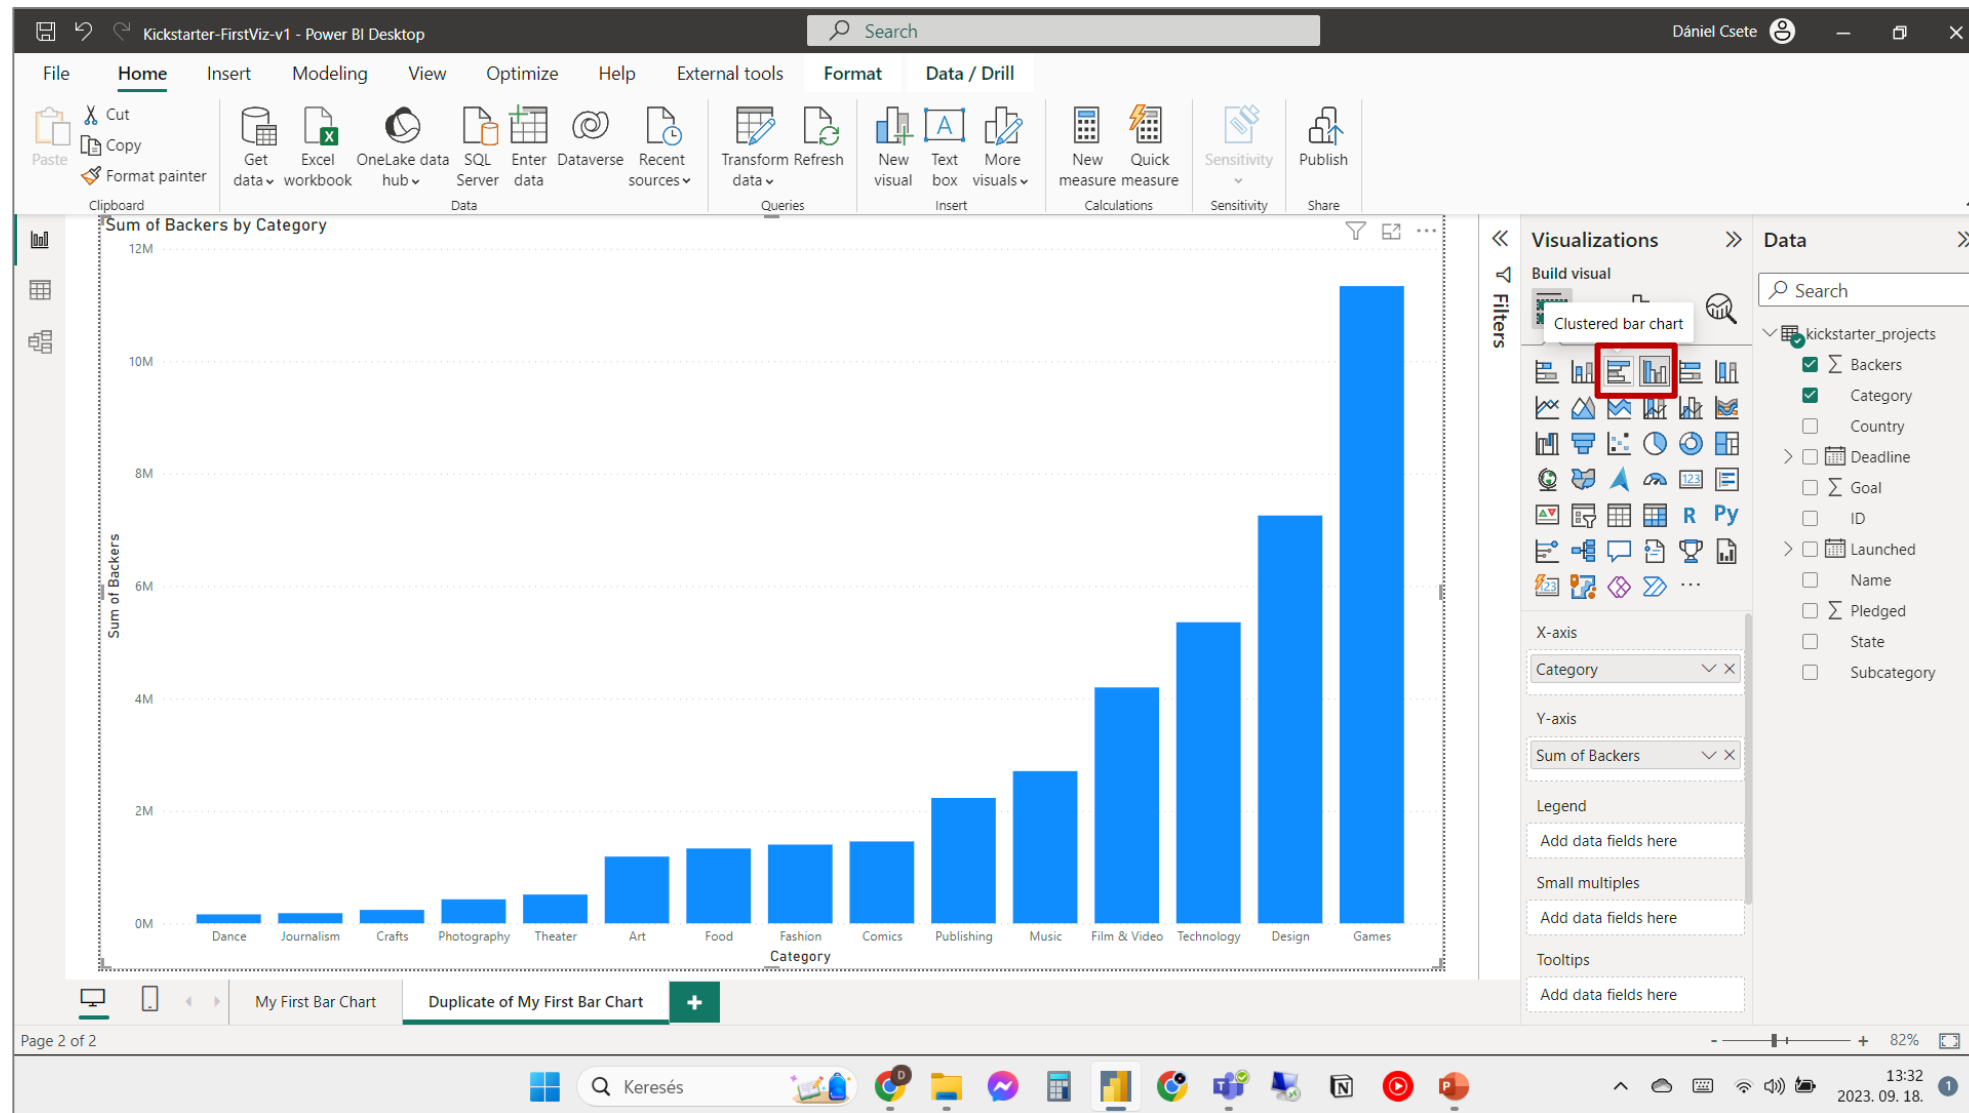 Kickstarter-FirstViz-v1 - Power BI Desktop
Search
Dániel Csete
File Home Insert Modeling View Optimize Help External tools Format Data / Drill
Paste
Cut
Copy
Format painter
Clipboard
Get data
Excel workbook
OneLake data hub
SQL Server
Enter data
Dataverse
Recent sources
Data
Transform data
Refresh
Queries
New visual
Text box
More visuals
Insert
New measure
Quick measure
Calculations
Sensitivity
Sensitivity
Publish
Share
Sum of Backers by Category
12M
10M
8M
6M
4M
2M
0M
Sum of Backers
Dance Journalism Crafts Photography Theater Art Food Fashion Comics Publishing Music Film & Video Technology Design Games
Category
Filters
Visualizations
Build visual
Clustered bar chart
123
R Py
123
X-axis
Category
Y-axis
Sum of Backers
Legend
Add data fields here
Small multiples
Add data fields here
Tooltips
Add data fields here
Data
Search
kickstarter_projects
Backers
Category
Country
Deadline
Goal
ID
Launched
Name
Pledged
State
Subcategory
My First Bar Chart
Duplicate of My First Bar Chart
Page 2 of 2
82%
Keresés
D
13:32
2023. 09. 18.
1